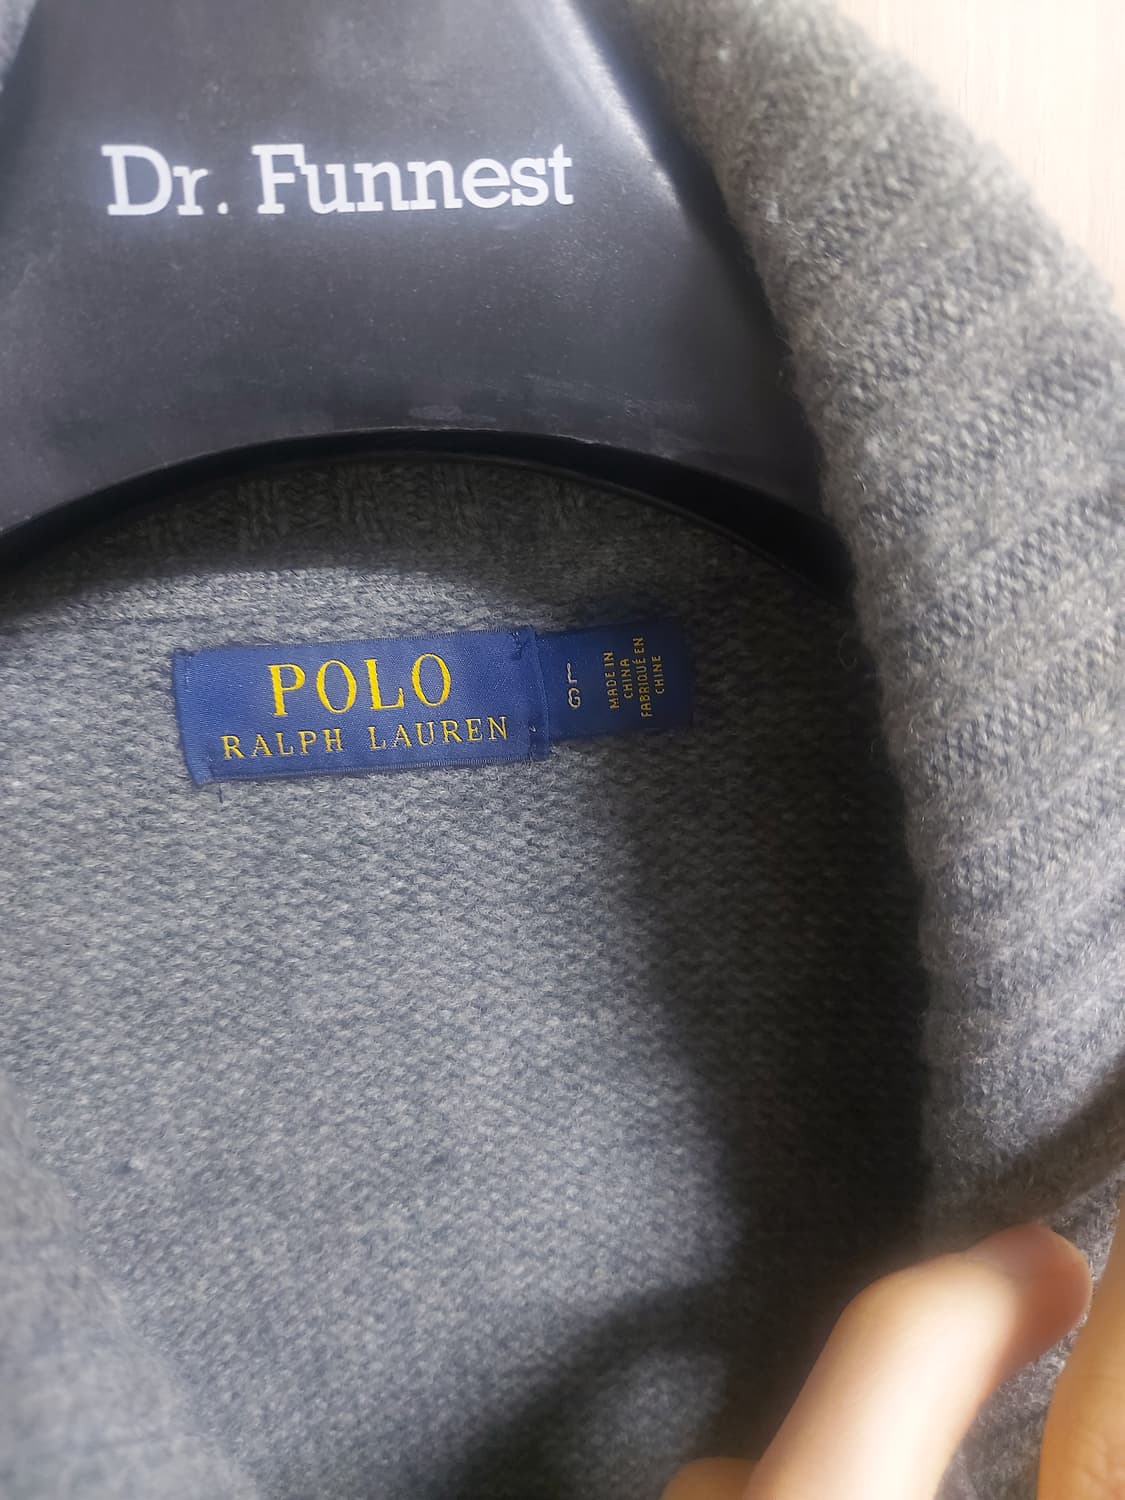 Dr. Funnest
POLO
RALPH LAUREN
G L
MADE IN
CHINA
FABRIQUÉ EN
CHINE